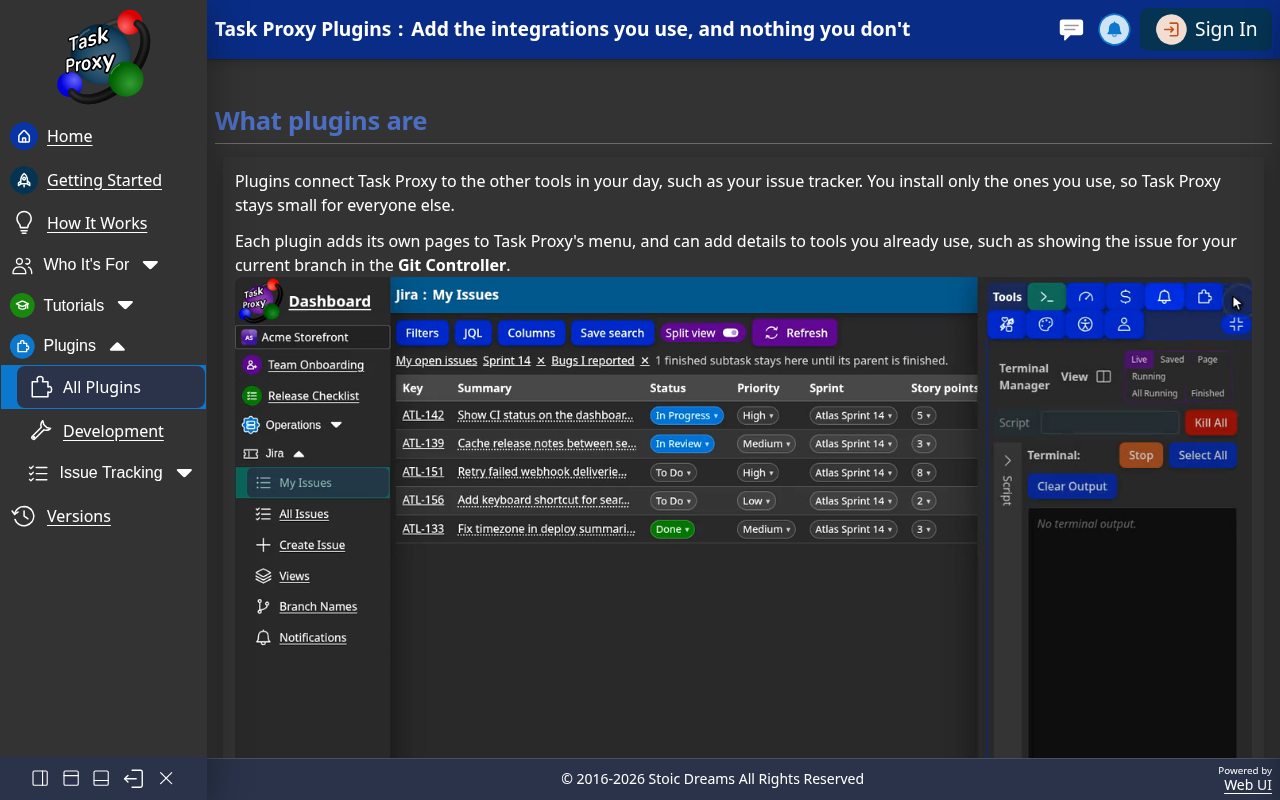 Task Proxy
Home
Getting Started
How It Works
Who It's For
Tutorials
Plugins
All Plugins
Development
Issue Tracking
Versions
Task Proxy Plugins : Add the integrations you use, and nothing you don't
Sign In
What plugins are
Plugins connect Task Proxy to the other tools in your day, such as your issue tracker. You install only the ones you use, so Task Proxy
stays small for everyone else.
Each plugin adds its own pages to Task Proxy's menu, and can add details to tools you already use, such as showing the issue for your
current branch in the Git Controller.
Task Proxy
Dashboard
AS Acme Storefront
Team Onboarding
Release Checklist
Operations
Jira
My Issues
All Issues
Create Issue
Views
Branch Names
Notifications
Jira : My Issues
Filters JQL Columns Save search Split view Refresh
My open issues Sprint 14 ✕ Bugs I reported ✕ 1 finished subtask stays here until its parent is finished.
Key Summary Status Priority Sprint Story points
ATL-142 Show CI status on the dashboar... In Progress High Atlas Sprint 14 5
ATL-139 Cache release notes between se... In Review Medium Atlas Sprint 14 3
ATL-151 Retry failed webhook deliverie... To Do High Atlas Sprint 14 8
ATL-156 Add keyboard shortcut for sear... To Do Low Atlas Sprint 14 2
ATL-133 Fix timezone in deploy summari... Done Medium Atlas Sprint 14 3
Tools
Terminal Manager
View
Live Saved Page
Running
All Running Finished
Script
Kill All
Script
Terminal:
Stop
Select All
Clear Output
No terminal output.
© 2016-2026 Stoic Dreams All Rights Reserved
Powered by
Web UI